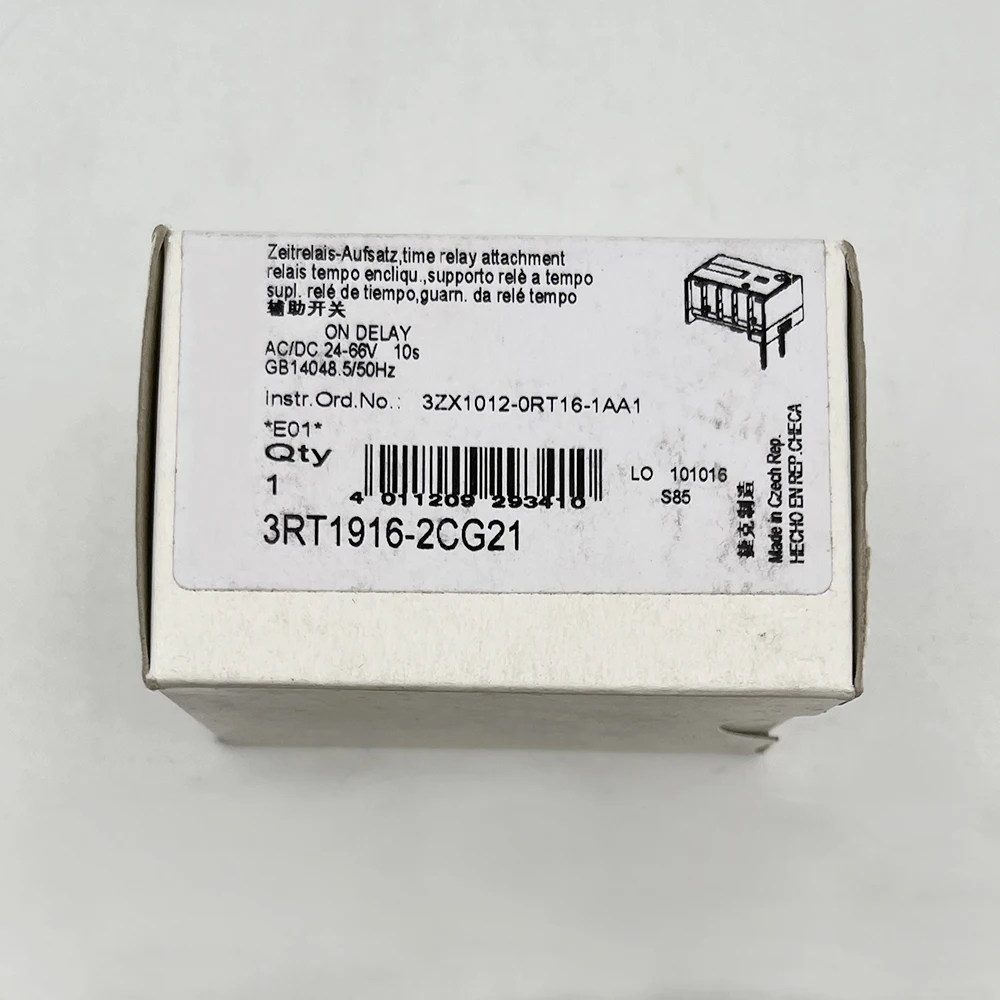 Zeitrelais-Aufsatz,time relay attachment
relais tempo encliqu.,supporto relè a tempo
supl. relé de tiempo,guarn. da relé tempo
辅助开关
ON DELAY
AC/DC 24-66V 10s
GB14048.5/50Hz
instr.Ord.No.: 3ZX1012-0RT16-1AA1
*E01*
Qty
1
4 011209 293410
LO 101016
S85
3RT1916-2CG21
捷克制造
Made in Czech Rep.
HECHO EN REP.CHECA